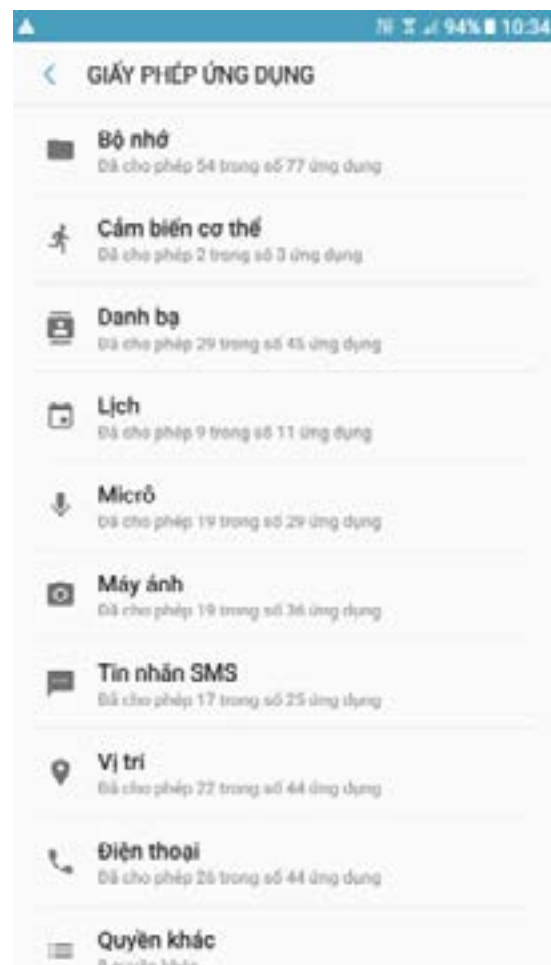 94% 10:34
GIẤY PHÉP ỨNG DỤNG
Bộ nhớ
Đã cho phép 54 trong số 77 ứng dụng
Cảm biến cơ thể
Đã cho phép 2 trong số 3 ứng dụng
Danh bạ
Đã cho phép 29 trong số 45 ứng dụng
Lịch
Đã cho phép 9 trong số 11 ứng dụng
Micrô
Đã cho phép 19 trong số 29 ứng dụng
Máy ảnh
Đã cho phép 19 trong số 36 ứng dụng
Tin nhắn SMS
Đã cho phép 17 trong số 25 ứng dụng
Vị trí
Đã cho phép 22 trong số 44 ứng dụng
Điện thoại
Đã cho phép 26 trong số 44 ứng dụng
Quyền khác
quyền khác